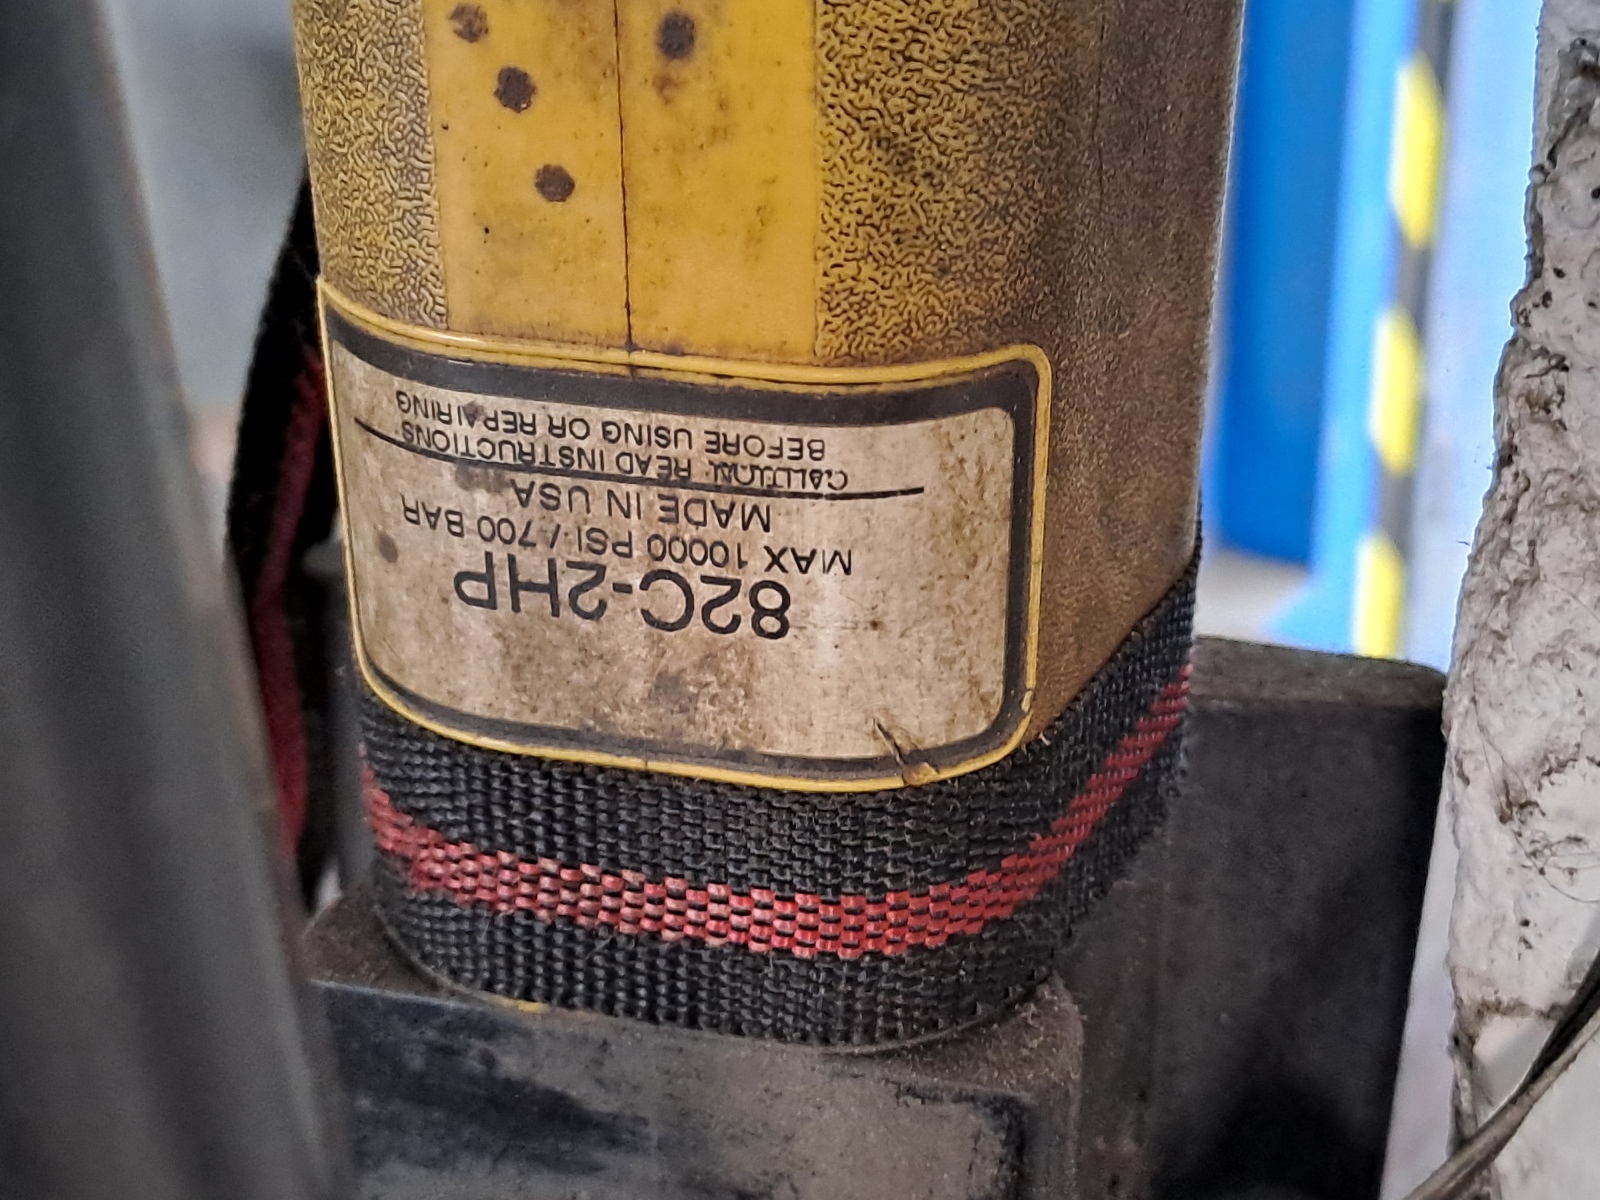 82C-2HP
MAX 10000 PSI / 700 BAR
MADE IN USA
CAUTION: READ INSTRUCTIONS
BEFORE USING OR REPAIRING